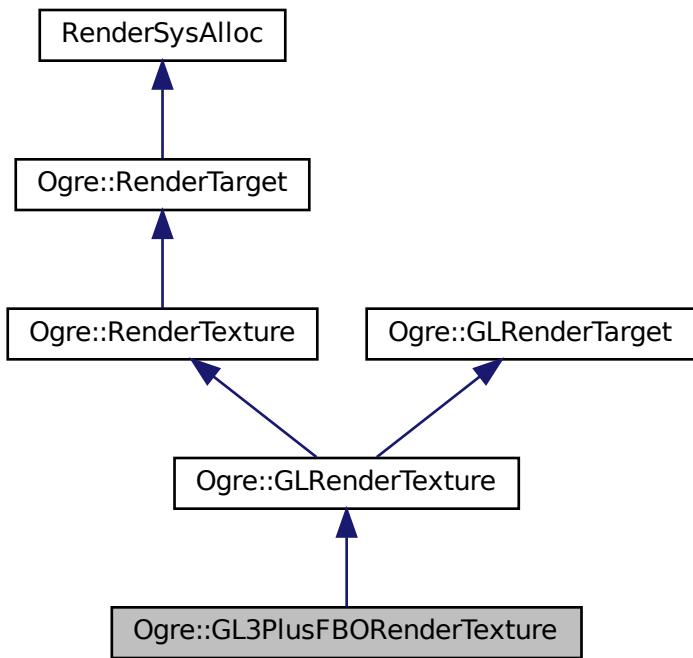 RenderSysAlloc
Ogre::RenderTarget
Ogre::RenderTexture
Ogre::GLRenderTarget
Ogre::GLRenderTexture
Ogre::GL3PlusFBORenderTexture